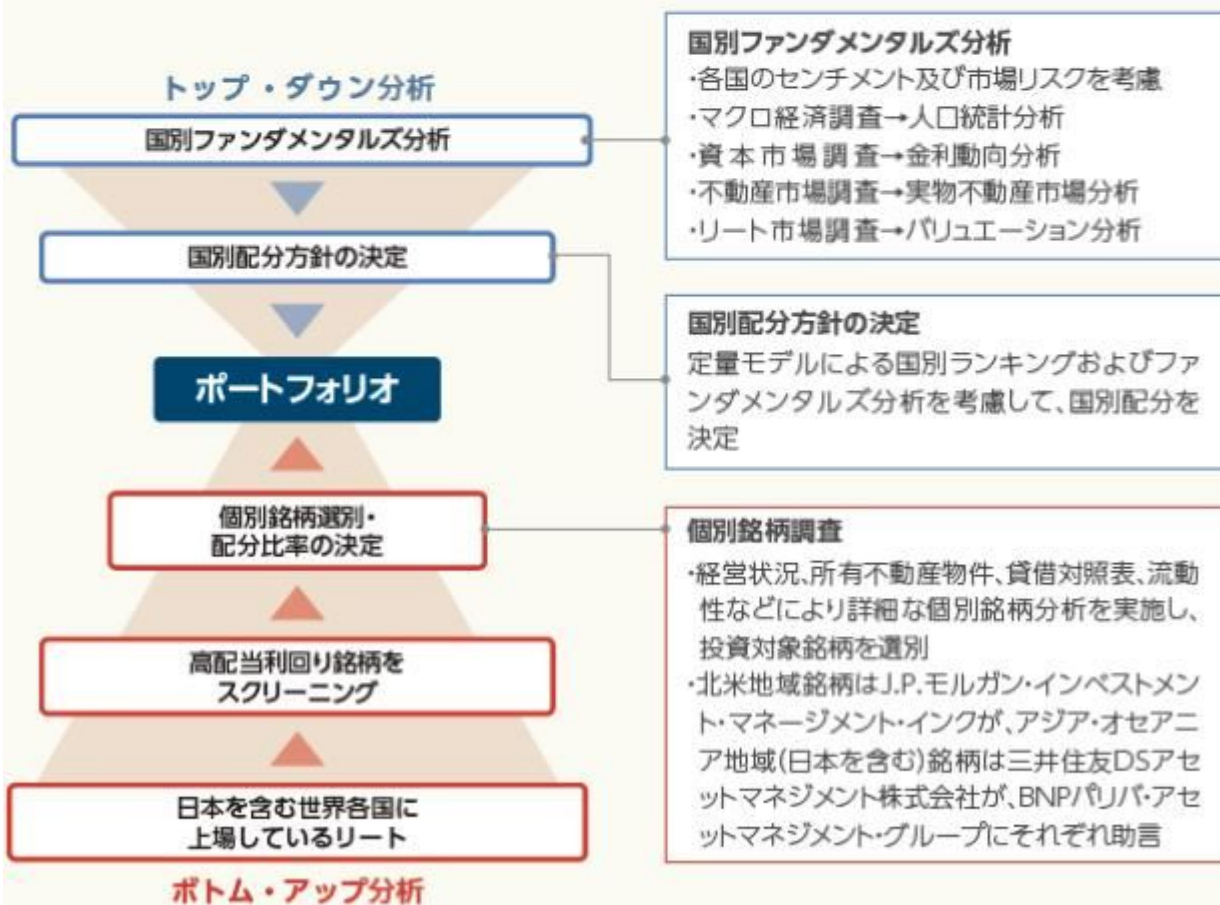 トップ・ダウン分析
国別ファンダメンタルズ分析
国別配分方針の決定
ポートフォリオ
個別銘柄選別・
配分比率の決定
高配当利回り銘柄を
スクリーニング
日本を含む世界各国に
上場しているリート
ボトム・アップ分析
国別ファンダメンタルズ分析
・各国のセンチメント及び市場リスクを考慮
・マクロ経済調査→人口統計分析
・資本市場調査→金利動向分析
・不動産市場調査→実物不動産市場分析
・リート市場調査→バリュエーション分析
国別配分方針の決定
定量モデルによる国別ランキングおよびファ
ンダメンタルズ分析を考慮して、国別配分を
決定
個別銘柄調査
・経営状況、所有不動産物件、貸借対照表、流動
性などにより詳細な個別銘柄分析を実施し、
投資対象銘柄を選別
・北米地域銘柄はJ.P.モルガン・インベストメン
ト・マネージメント・インクが、アジア・オセアニ
ア地域(日本を含む)銘柄は三井住友DSアセ
ットマネジメント株式会社が、BNPパリバ・アセ
ットマネジメント・グループにそれぞれ助言